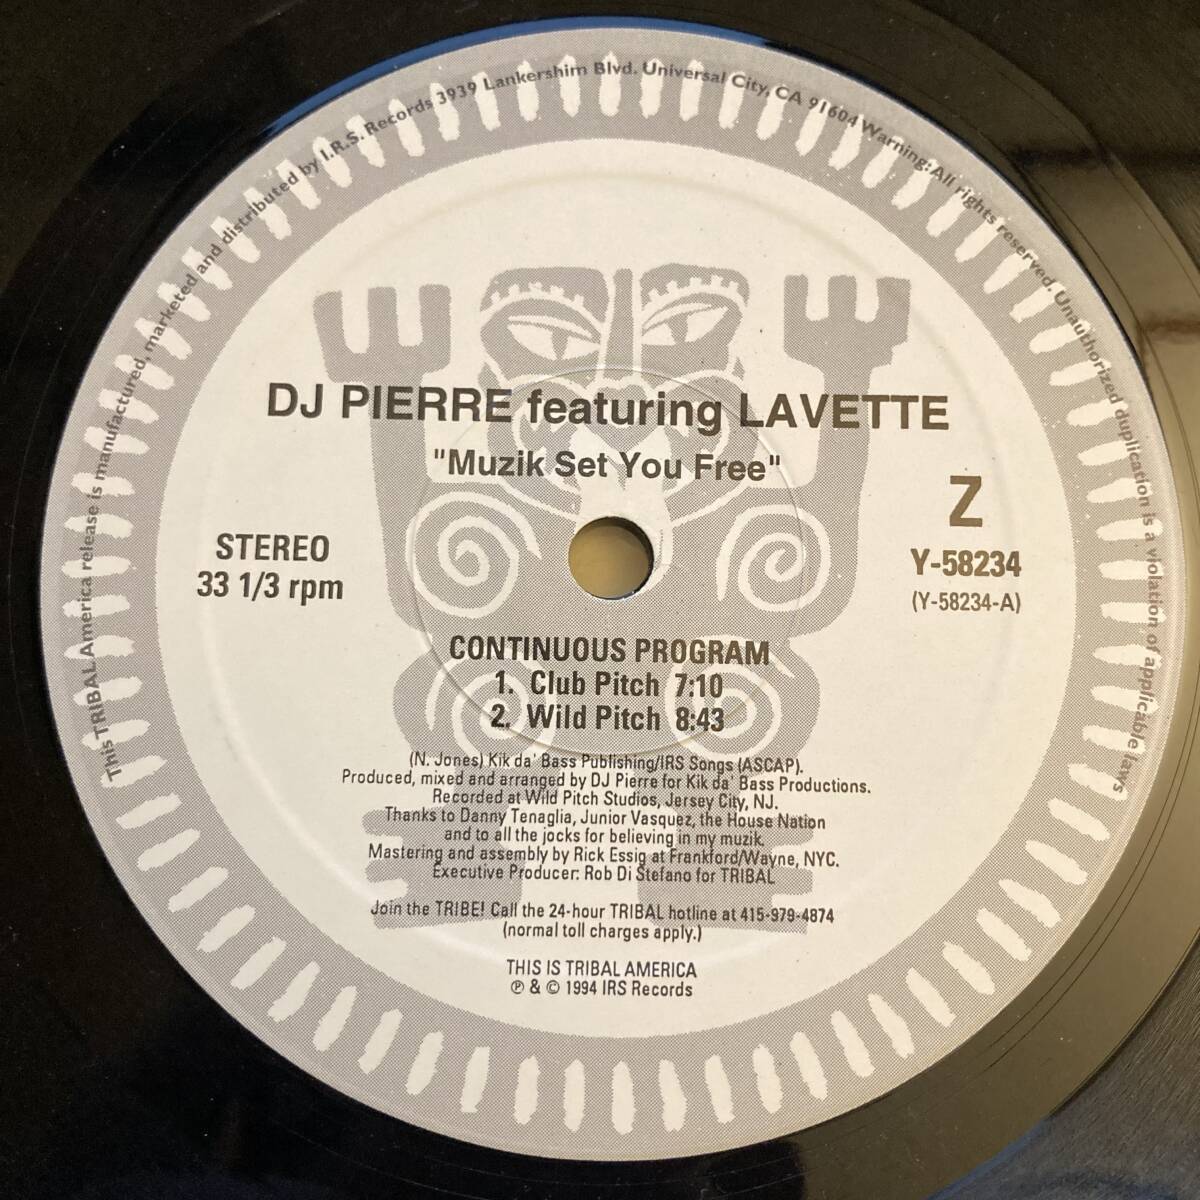 This TRIBAL America release is manufactured, marketed and distributed by I.R.S. Records 3939 Lankershim Blvd. Universal City, CA 91604 Warning: All rights reserved. Unauthorized duplication is a violation of applicable laws
DJ PIERRE featuring LAVETTE
"Muzik Set You Free"
STEREO
33 1/3 rpm
Z
Y-58234
(Y-58234-A)
CONTINUOUS PROGRAM
1. Club Pitch 7:10
2. Wild Pitch 8:43
(N. Jones) Kik da' Bass Publishing/IRS Songs (ASCAP).
Produced, mixed and arranged by DJ Pierre for Kik da' Bass Productions.
Recorded at Wild Pitch Studios, Jersey City, NJ.
Thanks to Danny Tenaglia, Junior Vasquez, the House Nation
and to all the jocks for believing in my muzik.
Mastering and assembly by Rick Essig at Frankford/Wayne, NYC.
Executive Producer: Rob Di Stefano for TRIBAL
Join the TRIBE! Call the 24-hour TRIBAL hotline at 415-979-4874
(normal toll charges apply.)
THIS IS TRIBAL AMERICA
℗ & © 1994 IRS Records